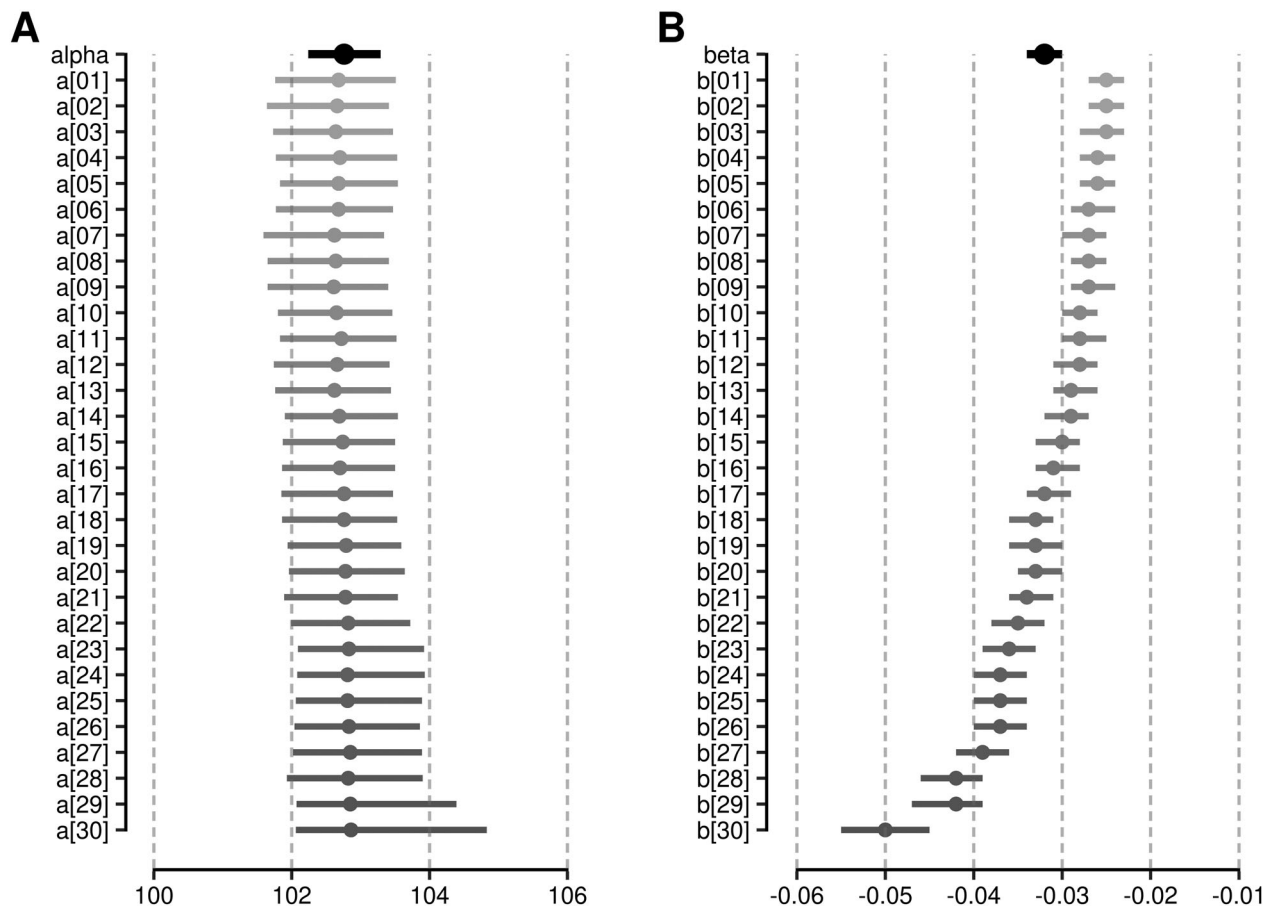 A
alpha
a[01]
a[02]
a[03]
a[04]
a[05]
a[06]
a[07]
a[08]
a[09]
a[10]
a[11]
a[12]
a[13]
a[14]
a[15]
a[16]
a[17]
a[18]
a[19]
a[20]
a[21]
a[22]
a[23]
a[24]
a[25]
a[26]
a[27]
a[28]
a[29]
a[30]
100 102 104 106
B
beta
b[01]
b[02]
b[03]
b[04]
b[05]
b[06]
b[07]
b[08]
b[09]
b[10]
b[11]
b[12]
b[13]
b[14]
b[15]
b[16]
b[17]
b[18]
b[19]
b[20]
b[21]
b[22]
b[23]
b[24]
b[25]
b[26]
b[27]
b[28]
b[29]
b[30]
-0.06 -0.05 -0.04 -0.03 -0.02 -0.01